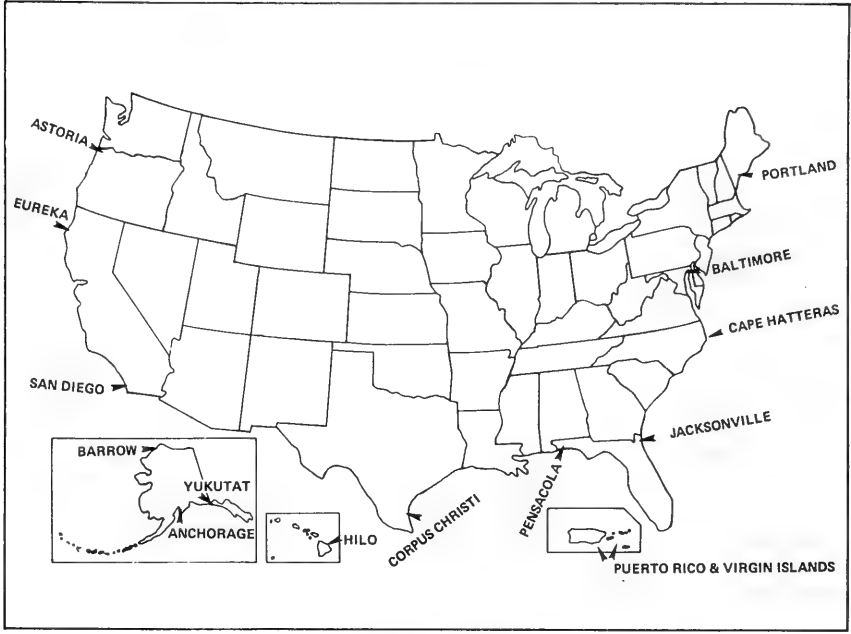 ASTORIA
PORTLAND
EUREKA
BALTIMORE
CAPE HATTERAS
SAN DIEGO
JACKSONVILLE
BARROW
YUKUTAT
ANCHORAGE
HILO
CORPUS CHRISTI
PENSACOLA
PUERTO RICO & VIRGIN ISLANDS